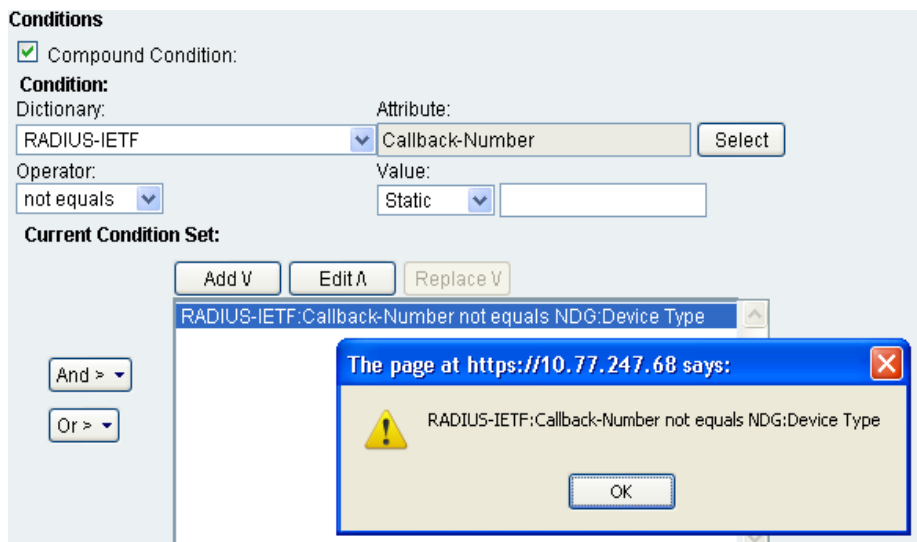 Conditions
Compound Condition:
Condition:
Dictionary:
Attribute:
RADIUS-IETF
Callback-Number
Select
Operator:
Value:
not equals
Static
Current Condition Set:
Add V
Edit Λ
Replace V
RADIUS-IETF:Callback-Number not equals NDG:Device Type
And >
Or >
The page at https://10.77.247.68 says:
RADIUS-IETF:Callback-Number not equals NDG:Device Type
OK